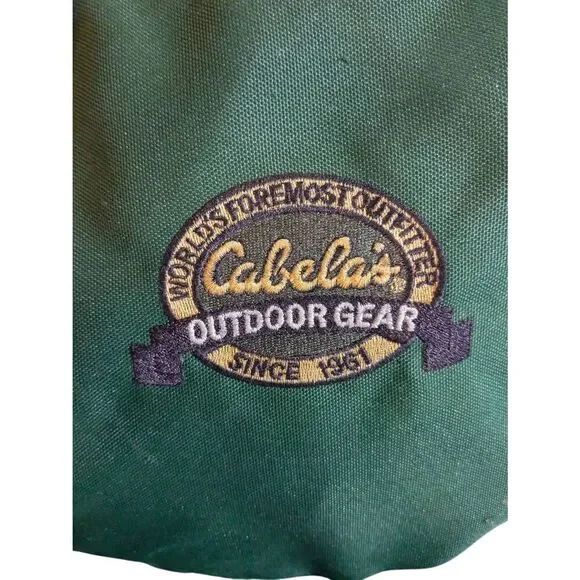 WORLD'S FOREMOST OUTFITTER
Cabela's®
OUTDOOR GEAR
SINCE 1961